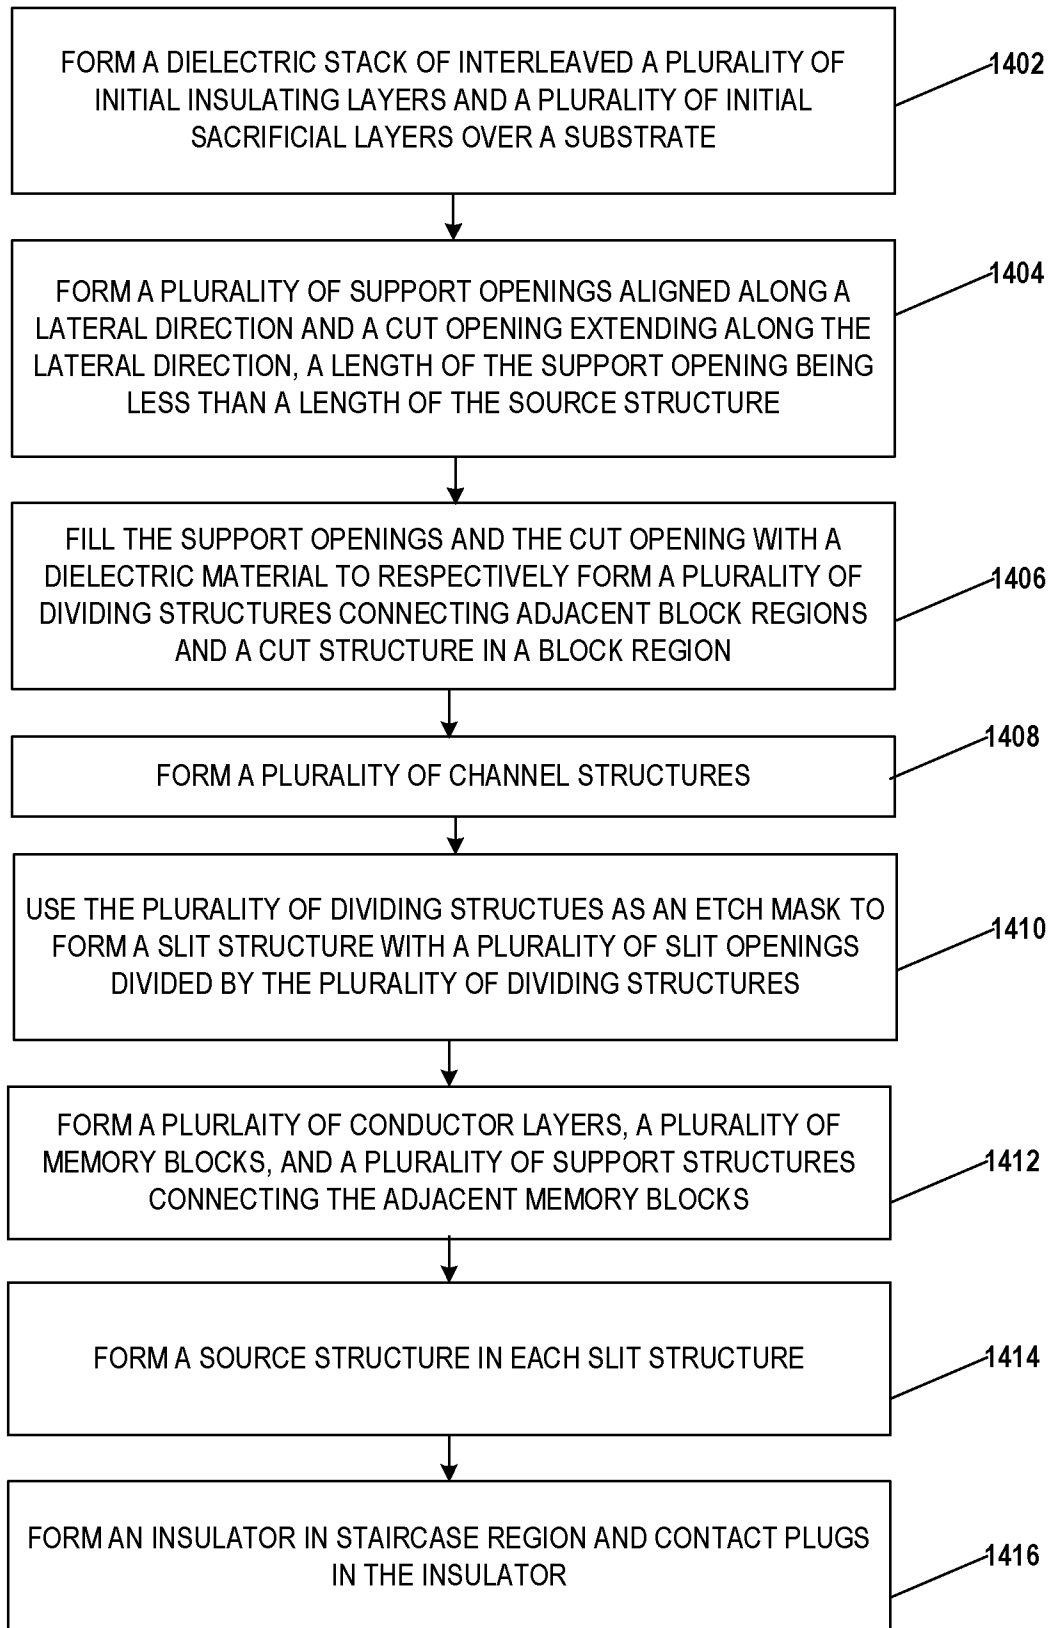 FORM A DIELECTRIC STACK OF INTERLEAVED A PLURALITY OF
INITIAL INSULATING LAYERS AND A PLURALITY OF INITIAL
SACRIFICIAL LAYERS OVER A SUBSTRATE
1402
FORM A PLURALITY OF SUPPORT OPENINGS ALIGNED ALONG A
LATERAL DIRECTION AND A CUT OPENING EXTENDING ALONG THE
LATERAL DIRECTION, A LENGTH OF THE SUPPORT OPENING BEING
LESS THAN A LENGTH OF THE SOURCE STRUCTURE
1404
FILL THE SUPPORT OPENINGS AND THE CUT OPENING WITH A
DIELECTRIC MATERIAL TO RESPECTIVELY FORM A PLURALITY OF
DIVIDING STRUCTURES CONNECTING ADJACENT BLOCK REGIONS
AND A CUT STRUCTURE IN A BLOCK REGION
1406
FORM A PLURALITY OF CHANNEL STRUCTURES
1408
USE THE PLURALITY OF DIVIDING STRUCTUES AS AN ETCH MASK TO
FORM A SLIT STRUCTURE WITH A PLURALITY OF SLIT OPENINGS
DIVIDED BY THE PLURALITY OF DIVIDING STRUCTURES
1410
FORM A PLURLAITY OF CONDUCTOR LAYERS, A PLURALITY OF
MEMORY BLOCKS, AND A PLURALITY OF SUPPORT STRUCTURES
CONNECTING THE ADJACENT MEMORY BLOCKS
1412
FORM A SOURCE STRUCTURE IN EACH SLIT STRUCTURE
1414
FORM AN INSULATOR IN STAIRCASE REGION AND CONTACT PLUGS
IN THE INSULATOR
1416